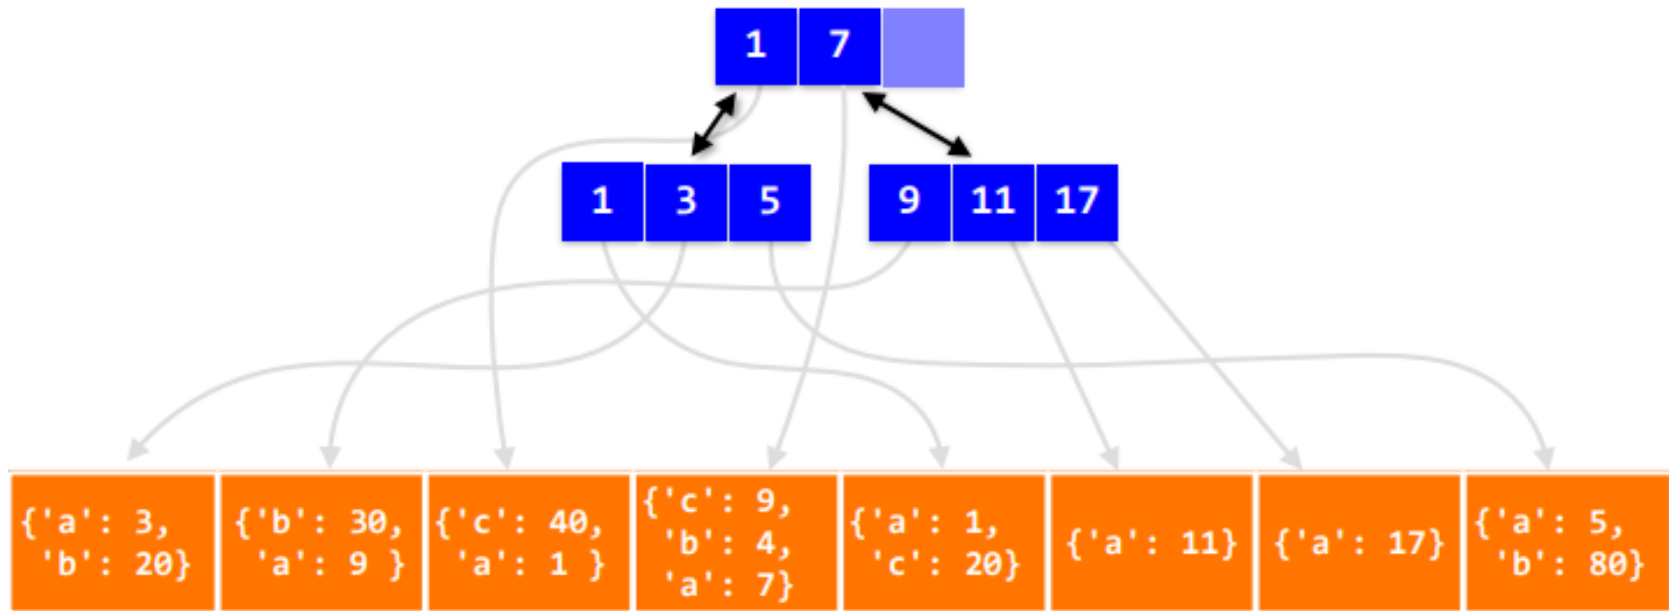 1 7
1 3 5 9 11 17
{'a': 3,
'b': 20}
{'b': 30,
'a': 9 }
{'c': 40,
'a': 1 }
{'c': 9,
'b': 4,
'a': 7}
{'a': 1,
'c': 20}
{'a': 11}
{'a': 17}
{'a': 5,
'b': 80}